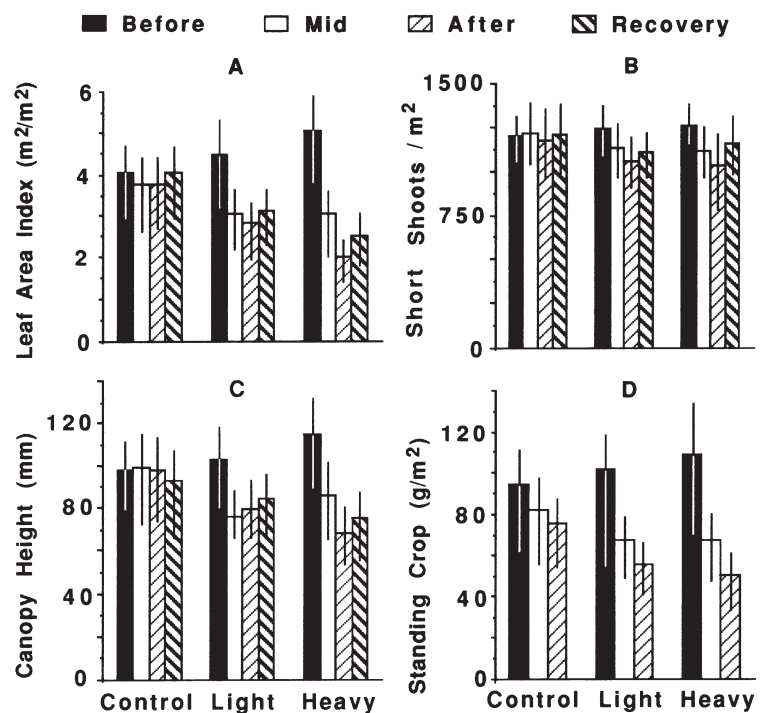 Before Mid After Recovery
A
Leaf Area Index (m²/m²)
6
4
2
0
B
Short Shoots / m²
1500
750
0
C
Canopy Height (mm)
120
80
40
0
Control Light Heavy
D
Standing Crop (g/m²)
120
80
40
0
Control Light Heavy